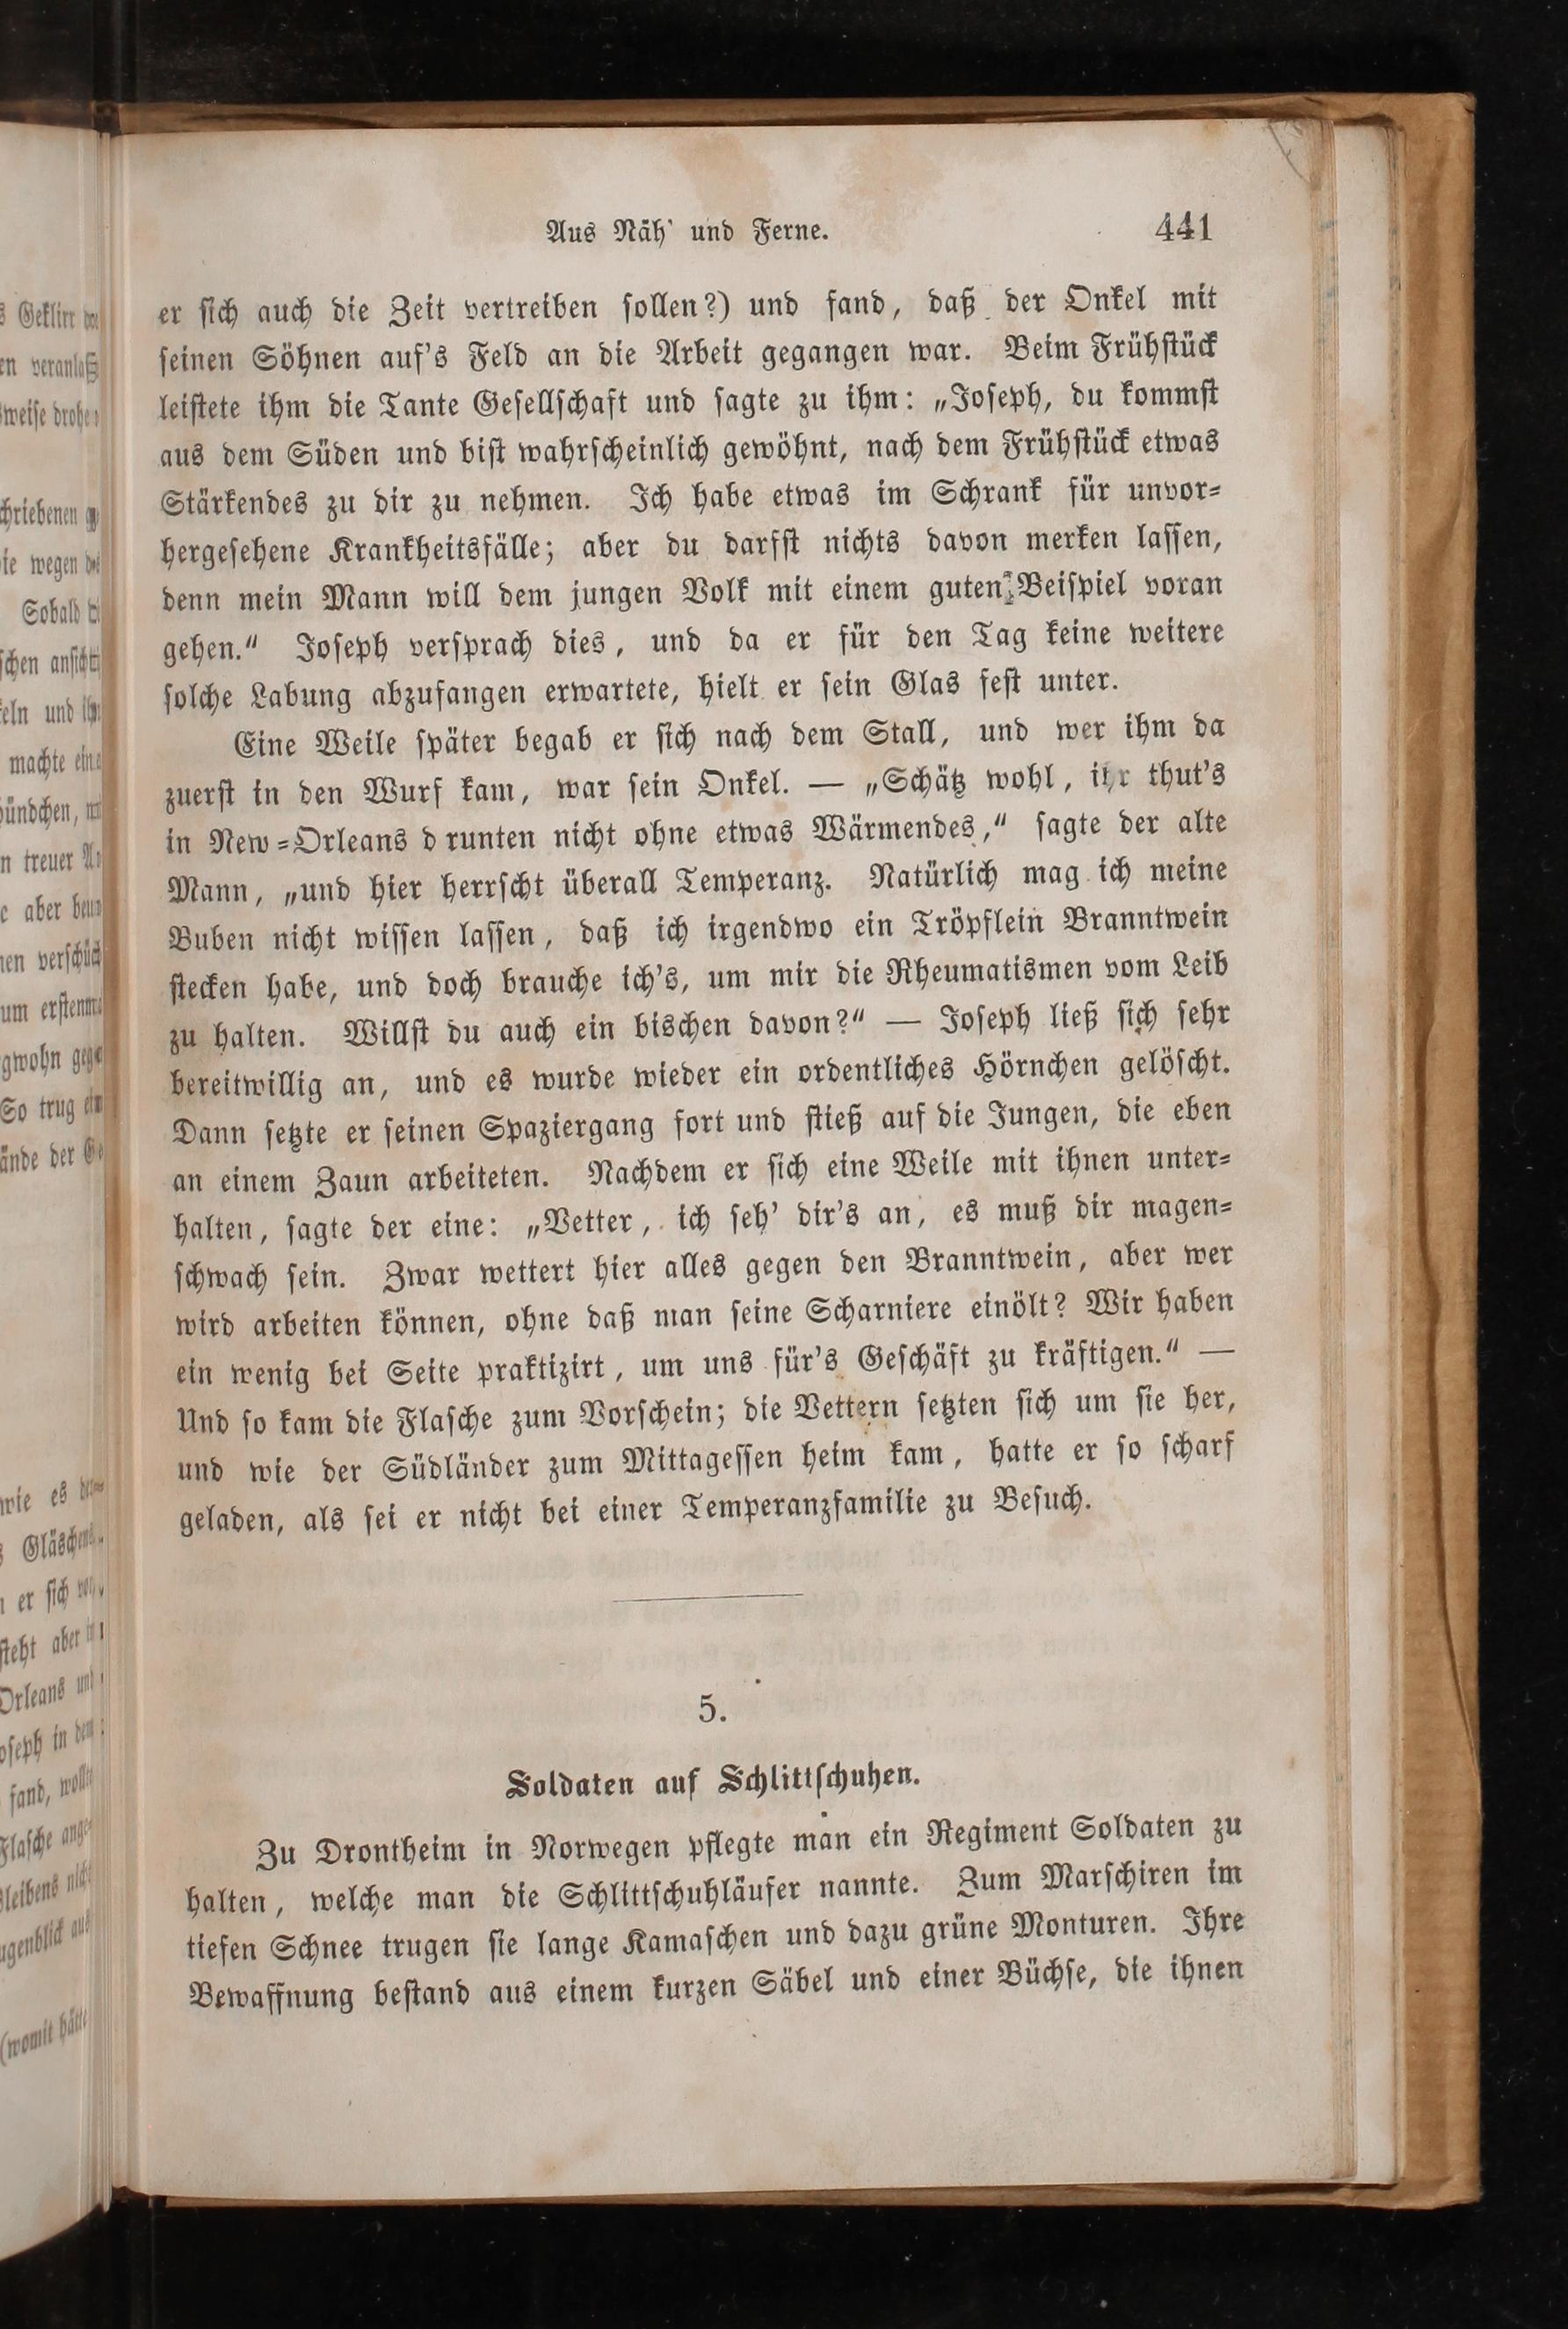 Aus Näh' und Ferne. 441
er ſich auch die Zeit vertreiben ſollen?) und fand, daß der Onkel mit
ſeinen Söhnen auf's Feld an die Arbeit gegangen war. Beim Frühſtück
leiſtete ihm die Tante Geſellſchaft und ſagte zu ihm: „Joſeph, du kommſt
aus dem Süden und biſt wahrſcheinlich gewöhnt, nach dem Frühſtück etwas
Stärkendes zu dir zu nehmen. Ich habe etwas im Schrank für unvor-
hergeſehene Krankheitsfälle; aber du darfſt nichts davon merken laſſen,
denn mein Mann will dem jungen Volk mit einem guten Beiſpiel voran
gehen.“ Joſeph verſprach dies, und da er für den Tag keine weitere
ſolche Labung abzufangen erwartete, hielt er ſein Glas feſt unter.
Eine Weile ſpäter begab er ſich nach dem Stall, und wer ihm da
zuerſt in den Wurf kam, war ſein Onkel. — „Schätz wohl, ihr thut's
in New-Orleans drunten nicht ohne etwas Wärmendes,“ ſagte der alte
Mann, „und hier herrſcht überall Temperanz. Natürlich mag ich meine
Buben nicht wiſſen laſſen, daß ich irgendwo ein Tröpflein Branntwein
ſtecken habe, und doch brauche ich's, um mir die Rheumatismen vom Leib
zu halten. Willſt du auch ein bischen davon?“ — Joſeph ließ ſich ſehr
bereitwillig an, und es wurde wieder ein ordentliches Hörnchen gelöſcht.
Dann ſetzte er ſeinen Spaziergang fort und ſtieß auf die Jungen, die eben
an einem Zaun arbeiteten. Nachdem er ſich eine Weile mit ihnen unter-
halten, ſagte der eine: „Vetter, ich ſeh' dir's an, es muß dir magen-
ſchwach ſein. Zwar wettert hier alles gegen den Branntwein, aber wer
wird arbeiten können, ohne daß man ſeine Scharniere einölt? Wir haben
ein wenig bei Seite praktizirt, um uns für's Geſchäft zu kräftigen.“ —
Und ſo kam die Flaſche zum Vorſchein; die Vettern ſetzten ſich um ſie her,
und wie der Südländer zum Mittageſſen heim kam, hatte er ſo ſcharf
geladen, als ſei er nicht bei einer Temperanzfamilie zu Beſuch.
5.
Soldaten auf Schlittſchuhen.
Zu Drontheim in Norwegen pflegte man ein Regiment Soldaten zu
halten, welche man die Schlittſchuhläufer nannte. Zum Marſchiren im
tiefen Schnee trugen ſie lange Kamaſchen und dazu grüne Monturen. Ihre
Bewaffnung beſtand aus einem kurzen Säbel und einer Büchſe, die ihnen